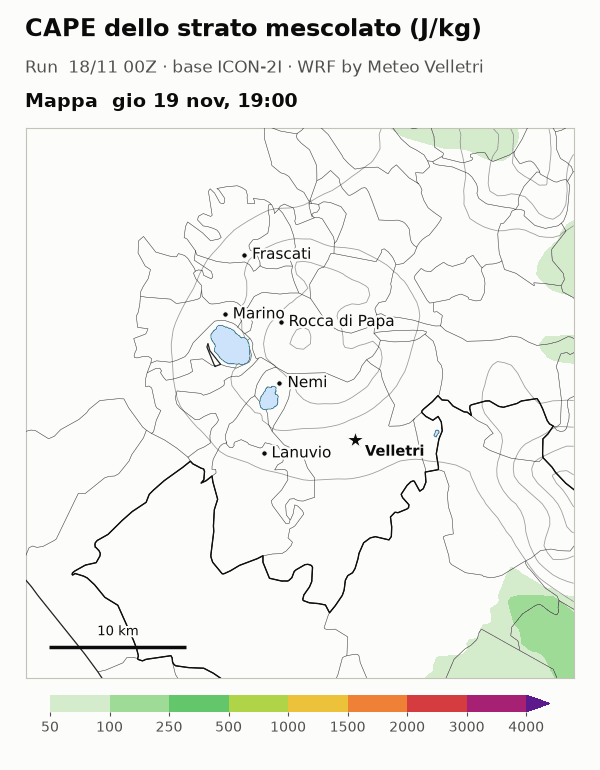 CAPE dello strato mescolato (J/kg)
Run  18/11 00Z · base ICON-2I · WRF by Meteo Velletri
Mappa  gio 19 nov, 19:00
Frascati
Marino
Rocca di Papa
Nemi
Velletri
Lanuvio
10 km
50 100 250 500 1000 1500 2000 3000 4000